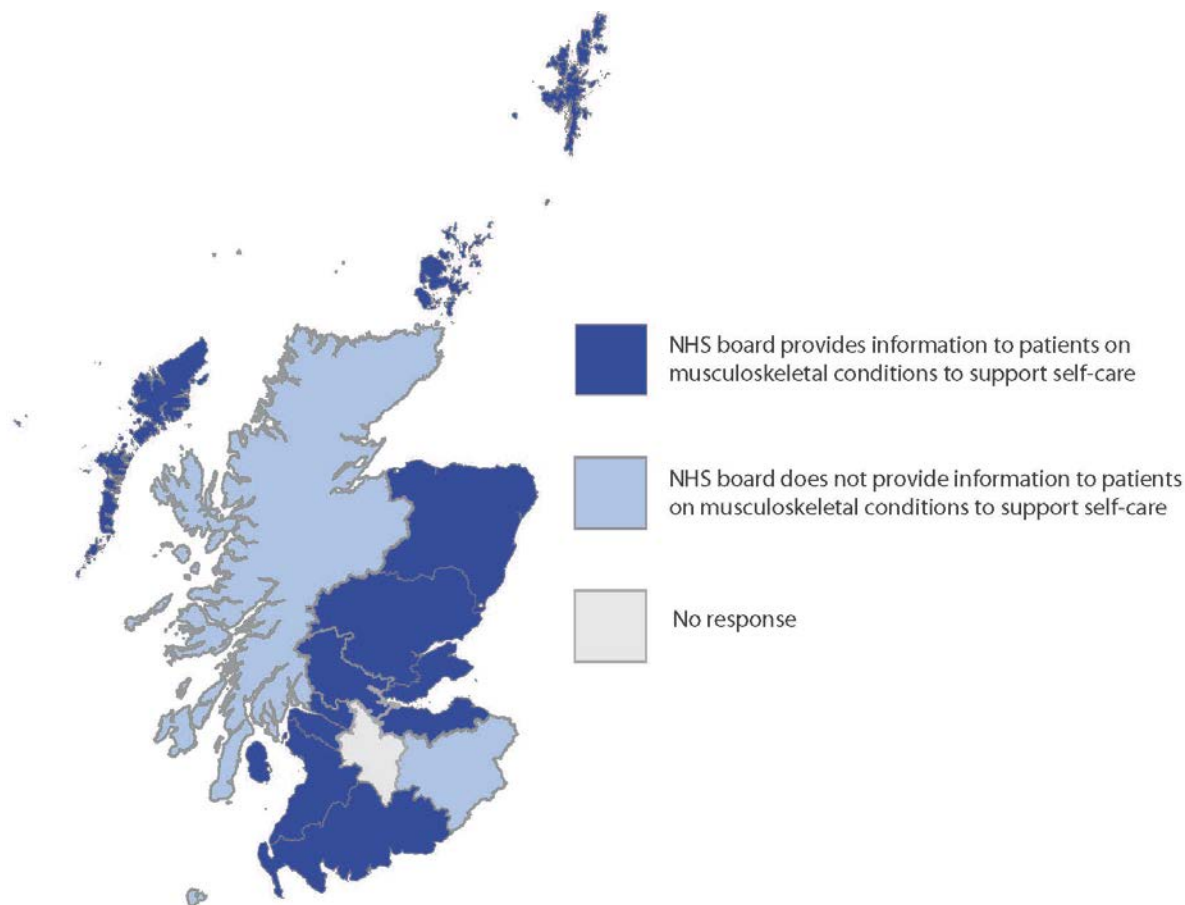 NHS board provides information to patients on
musculoskeletal conditions to support self-care
NHS board does not provide information to patients
on musculoskeletal conditions to support self-care
No response